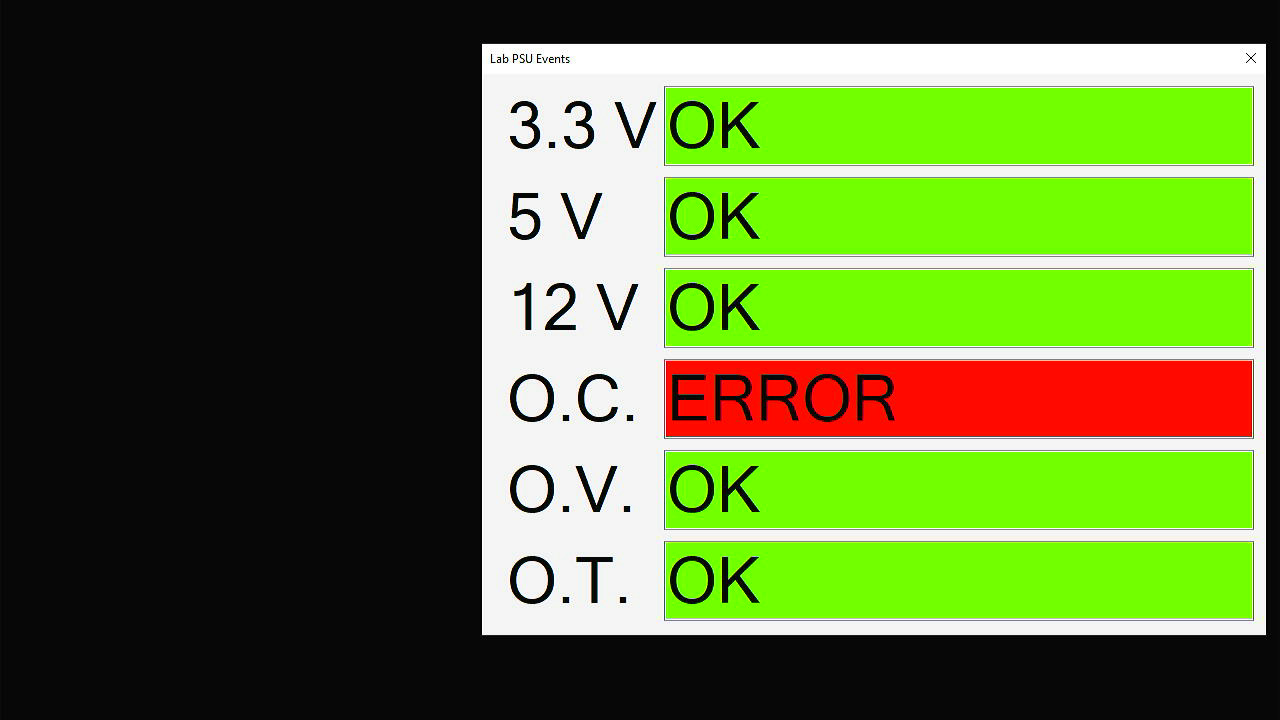 Lab PSU Events
3.3 V OK
5 V OK
12 V OK
O.C. ERROR
O.V. OK
O.T. OK